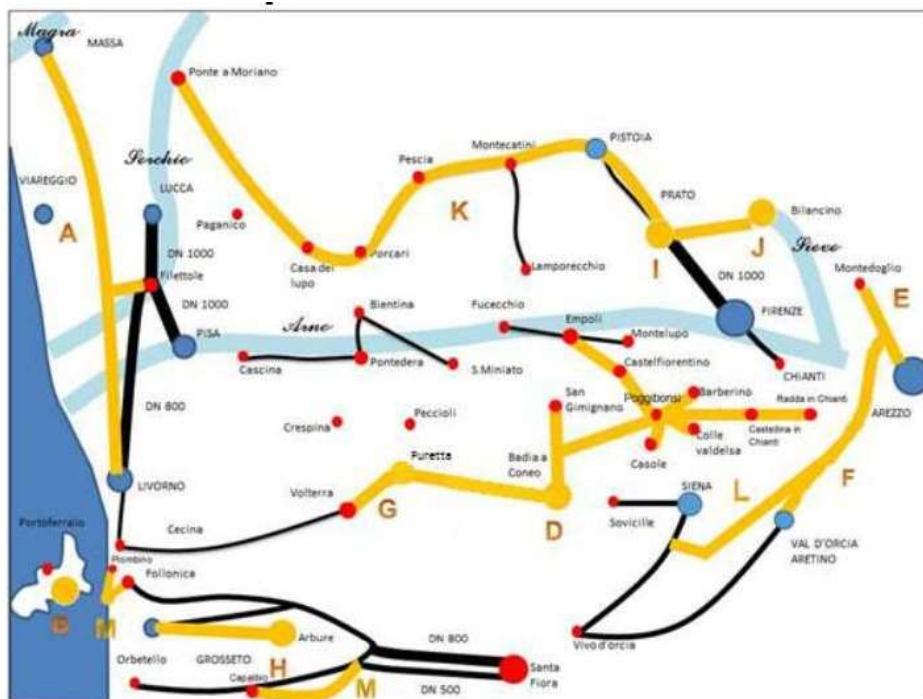 Magra
MASSA
Ponte a Moriano
Serchio
LUCCA
VIAREGGIO
A
DN 1000
Filettole
DN 1000
PISA
Paganico
Casa del
lupo
Porcari
Pescia
K
Montecatini
PISTOIA
Lamporecchio
PRATO
I
J
Bilancino
Sieve
DN 1000
FIRENZE
CHIANTI
Montedoglio
E
AREZZO
Arno
Bientina
Fucecchio
Empoli
Montelupo
Cascina
Pontedera
S.Miniato
Castelfiorentino
DN 800
Crespina
Peccioli
San
Gimignano
Poggibonsi
Barberino
Radda in Chianti
Castellina in
Chianti
Colle
valdelsa
Casole
Badia a
Coneo
Puretta
LIVORNO
Volterra
G
D
SIENA
Sovicille
L
F
VAL D'ORCIA
ARETINO
Portoferraio
Cecina
Piombino
Follonica
M
Arbure
Vivo d'orcia
Orbetello
GROSSETO
H
Capalbio
M
DN 800
DN 500
Santa
Fiora